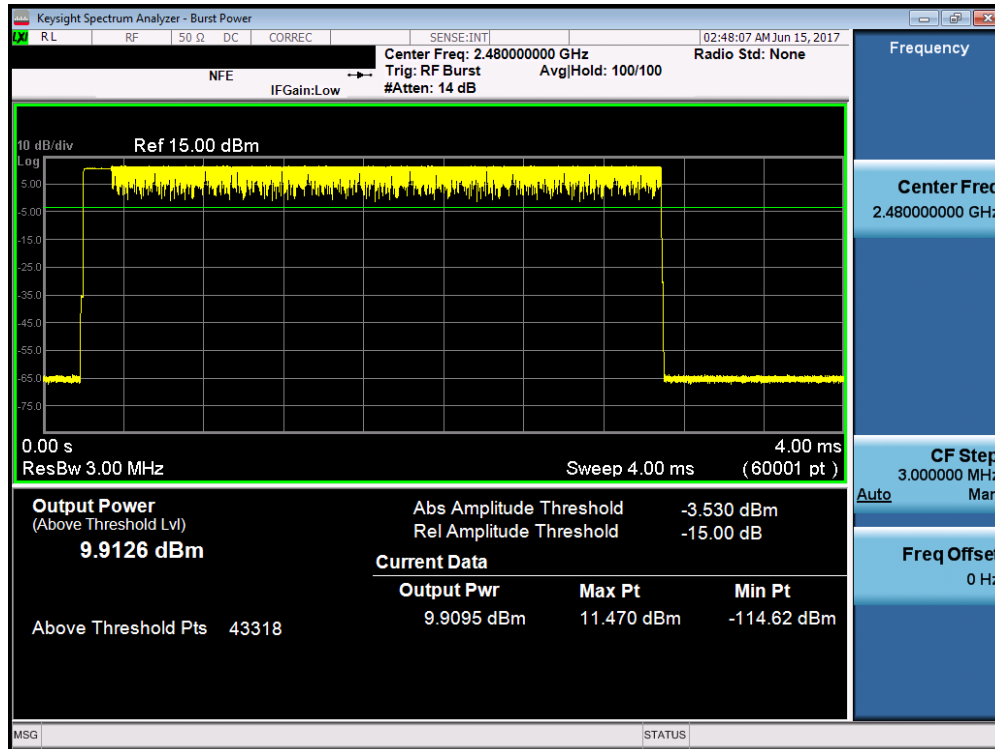 Keysight Spectrum Analyzer - Burst Power
LXI RL RF 50 Ω DC CORREC SENSE:INT 02:48:07 AM Jun 15, 2017
Center Freq: 2.480000000 GHz Radio Std: None
NFE Trig: RF Burst Avg|Hold: 100/100
IFGain:Low #Atten: 14 dB
10 dB/div Ref 15.00 dBm
Log
5.00
-5.00
-15.0
-25.0
-35.0
-45.0
-55.0
-65.0
-75.0
0.00 s 4.00 ms
ResBw 3.00 MHz Sweep 4.00 ms (60001 pt)
Output Power
(Above Threshold Lvl)
9.9126 dBm
Above Threshold Pts 43318
Abs Amplitude Threshold -3.530 dBm
Rel Amplitude Threshold -15.00 dB
Current Data
Output Pwr Max Pt Min Pt
9.9095 dBm 11.470 dBm -114.62 dBm
Frequency
Center Freq
2.480000000 GHz
CF Step
3.000000 MHz
Auto Man
Freq Offset
0 Hz
MSG STATUS